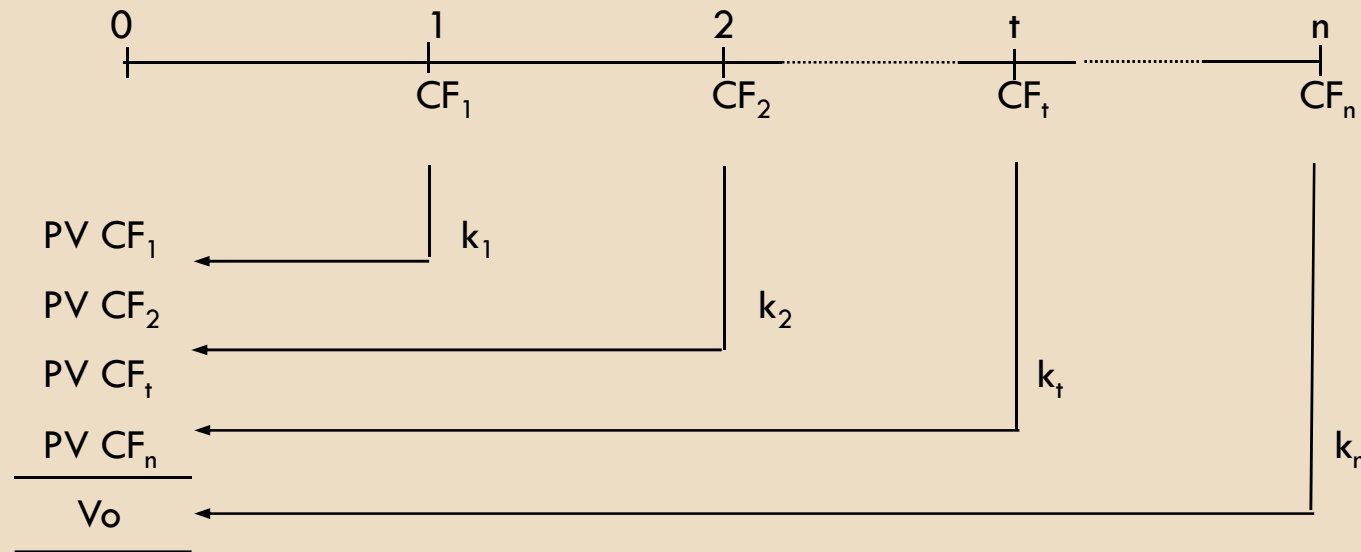 0 1 2 t n
CF₁ CF₂ CFₜ CFₙ
PV CF₁ k₁
PV CF₂ k₂
PV CFₜ kₜ
PV CFₙ kₙ
Vo